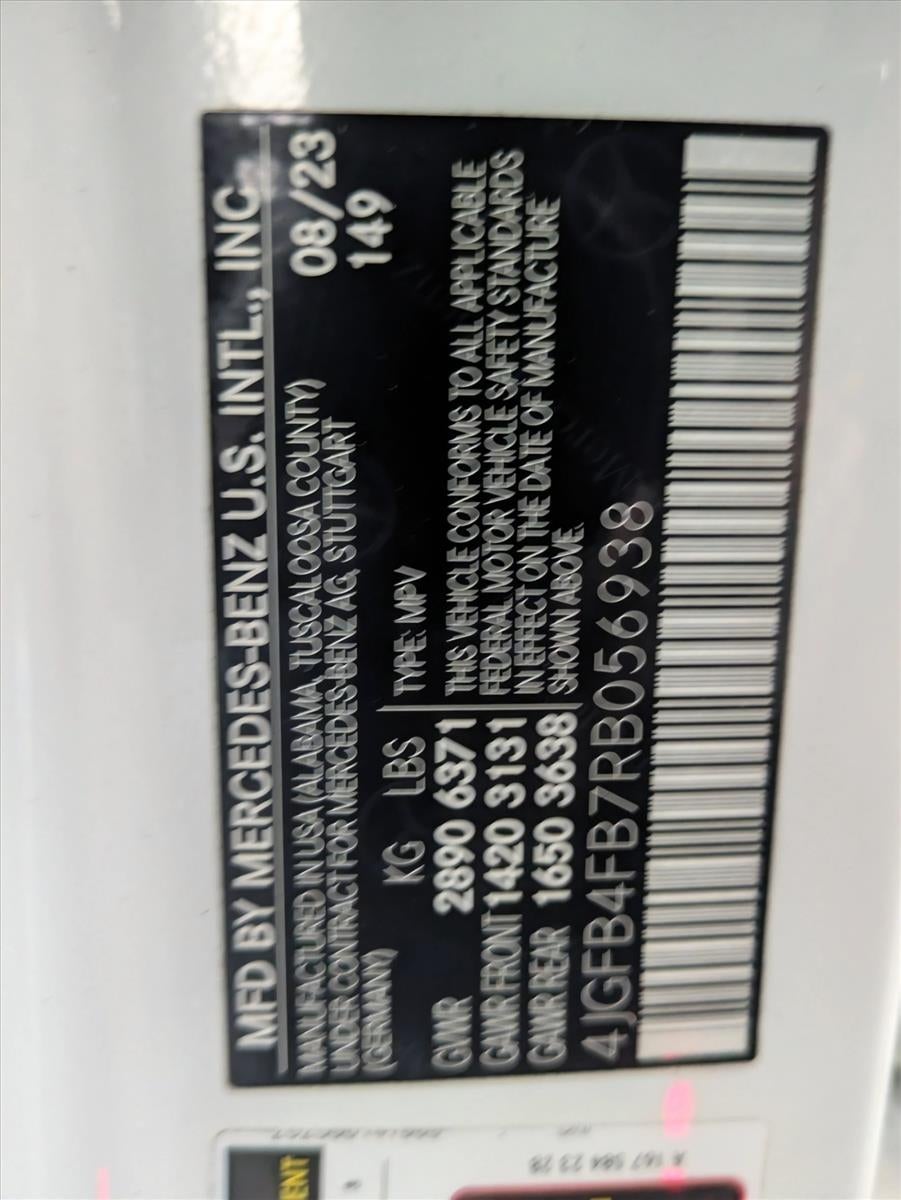 MFD BY MERCEDES-BENZ U.S. INTL., INC
MANUFACTURED IN USA (ALABAMA, TUSCALOOSA COUNTY)
08/23
UNDER CONTRACT FOR MERCEDES-BENZ AG, STUTTGART
149
(GERMANY)
KG LBS
TYPE: MPV
GVWR 2890 6371
GAWR FRONT 1420 3131
GAWR REAR 1650 3638
THIS VEHICLE CONFORMS TO ALL APPLICABLE
FEDERAL MOTOR VEHICLE SAFETY STANDARDS
IN EFFECT ON THE DATE OF MANUFACTURE
SHOWN ABOVE.
4JGFB4FB7RB056938
A 167 584 23 28